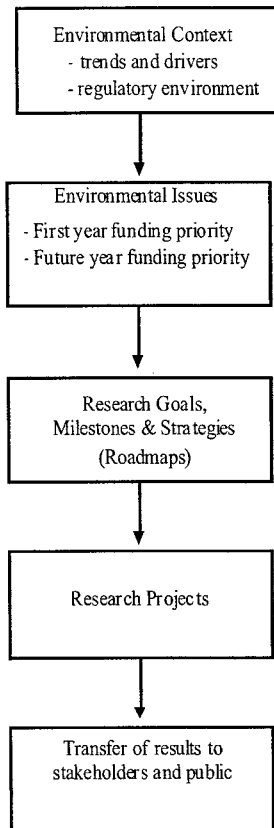 Environmental Context
- trends and drivers
- regulatory environment
Environmental Issues
- First year funding priority
- Future year funding priority
Research Goals,
Milestones & Strategies
(Roadmaps)
Research Projects
Transfer of results to
stakeholders and public